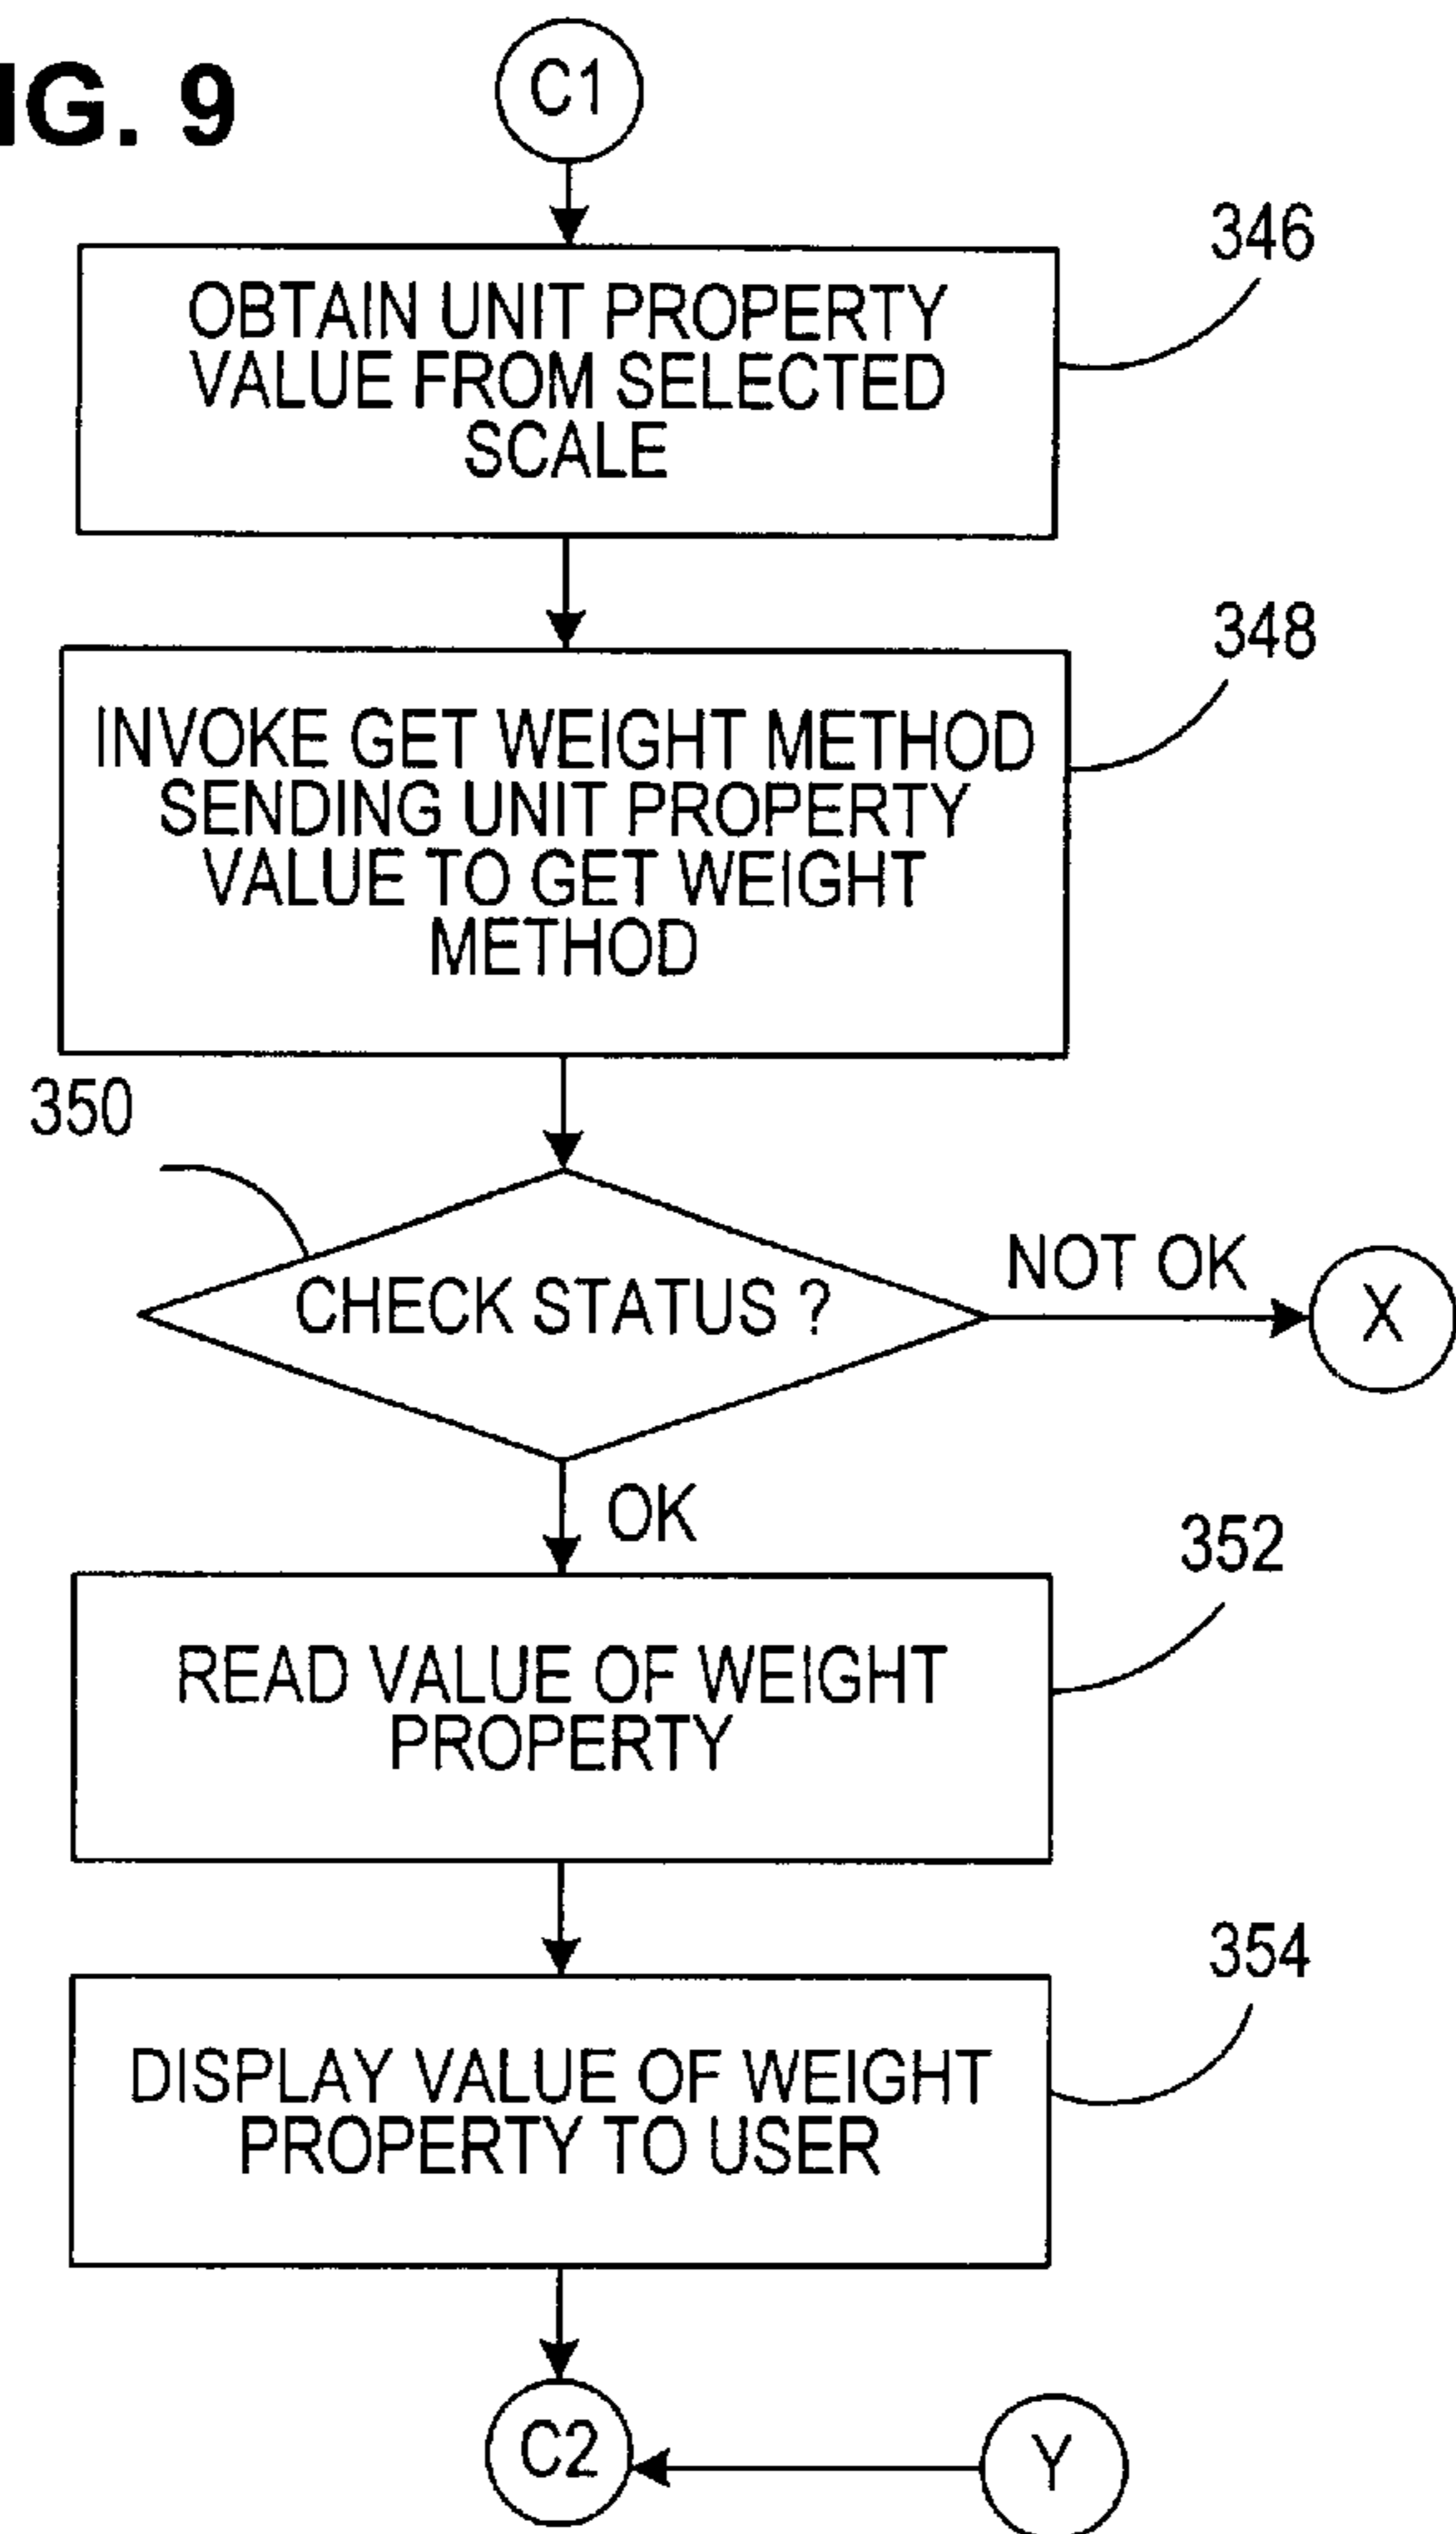 IG. 9
C1
346
OBTAIN UNIT PROPERTY
VALUE FROM SELECTED
SCALE
348
INVOKE GET WEIGHT METHOD
SENDING UNIT PROPERTY
VALUE TO GET WEIGHT
METHOD
350
CHECK STATUS ?
NOT OK
X
OK
352
READ VALUE OF WEIGHT
PROPERTY
354
DISPLAY VALUE OF WEIGHT
PROPERTY TO USER
C2
Y